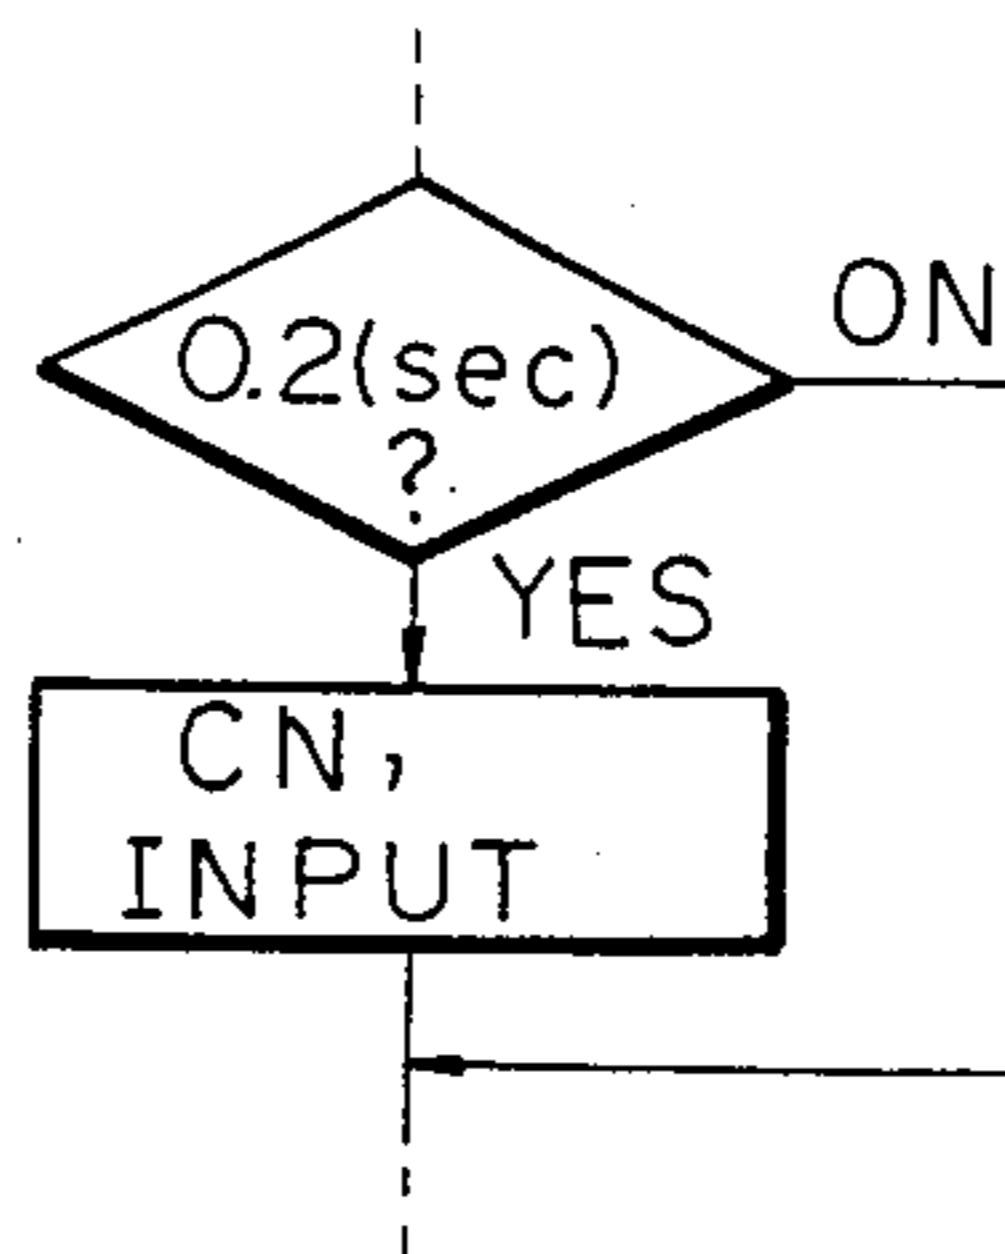 0.2(sec)
?
ON
YES
CN,
INPUT